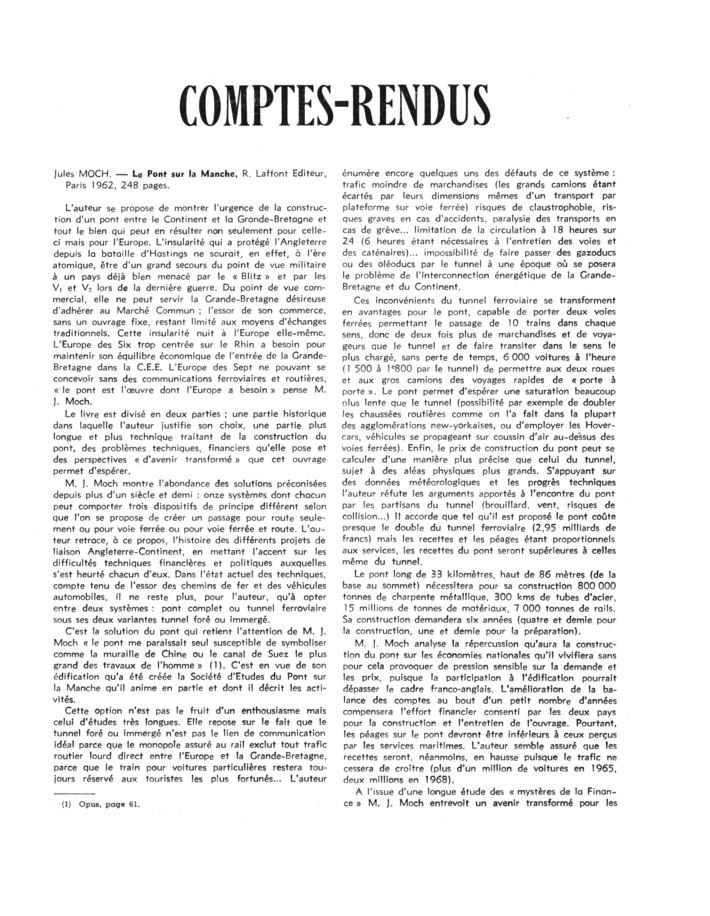 COMPTES-RENDUS
Jules MOCH. — Le Pont sur la Manche, R. Laffont Editeur,
Paris 1962, 248 pages.
L'auteur se propose de montrer l'urgence de la construc-
tion d'un pont entre le Continent et la Grande-Bretagne et
tout le bien qui peut en résulter non seulement pour celle-
ci mais pour l'Europe. L'insularité qui a protégé l'Angleterre
depuis la bataille d'Hastings ne saurait, en effet, à l'ère
atomique, être d'un grand secours du point de vue militaire
à un pays déjà bien menacé par le « Blitz » et par les
V₁ et V₂ lors de la dernière guerre. Du point de vue com-
mercial, elle ne peut servir la Grande-Bretagne désireuse
d'adhérer au Marché Commun ; l'essor de son commerce,
sans un ouvrage fixe, restant limité aux moyens d'échanges
traditionnels. Cette insularité nuit à l'Europe elle-même.
L'Europe des Six trop centrée sur le Rhin a besoin pour
maintenir son équilibre économique de l'entrée de la Grande-
Bretagne dans la C.E.E. L'Europe des Sept ne pouvant se
concevoir sans des communications ferroviaires et routières,
« le pont est l'œuvre dont l'Europe a besoin » pense M.
J. Moch.
Le livre est divisé en deux parties ; une partie historique
dans laquelle l'auteur justifie son choix, une partie plus
longue et plus technique traitant de la construction du
pont, des problèmes techniques, financiers qu'elle pose et
des perspectives « d'avenir transformé » que cet ouvrage
permet d'espérer.
M. J. Moch montre l'abondance des solutions préconisées
depuis plus d'un siècle et demi : onze systèmes dont chacun
peut comporter trois dispositifs de principe différent selon
que l'on se propose de créer un passage pour route seule-
ment ou pour voie ferrée ou pour voie ferrée et route. L'au-
teur retrace, à ce propos, l'histoire des différents projets de
liaison Angleterre-Continent, en mettant l'accent sur les
difficultés techniques financières et politiques auxquelles
s'est heurté chacun d'eux. Dans l'état actuel des techniques,
compte tenu de l'essor des chemins de fer et des véhicules
automobiles, il ne reste plus, pour l'auteur, qu'à opter
entre deux systèmes : pont complet ou tunnel ferroviaire
sous ses deux variantes tunnel foré ou immergé.
C'est la solution du pont qui retient l'attention de M. J.
Moch « le pont me paraissait seul susceptible de symboliser
comme la muraille de Chine ou le canal de Suez le plus
grand des travaux de l'homme » (1). C'est en vue de son
édification qu'a été créée la Société d'Etudes du Pont sur
la Manche qu'il anime en partie et dont il décrit les acti-
vités.
Cette option n'est pas le fruit d'un enthousiasme mais
celui d'études très longues. Elle repose sur le fait que le
tunnel foré ou immergé n'est pas le lien de communication
idéal parce que le monopole assuré au rail exclut tout trafic
routier lourd direct entre l'Europe et la Grande-Bretagne,
parce que le train pour voitures particulières restera tou-
jours réservé aux touristes les plus fortunés... L'auteur
(1) Opus, page 61.
énumère encore quelques uns des défauts de ce système :
trafic moindre de marchandises (les grands camions étant
écartés par leurs dimensions mêmes d'un transport par
plateforme sur voie ferrée) risques de claustrophobie, ris-
ques graves en cas d'accidents, paralysie des transports en
cas de grève... limitation de la circulation à 18 heures sur
24 (6 heures étant nécessaires à l'entretien des voies et
des caténaires)... impossibilité de faire passer des gazoducs
ou des oléoducs par le tunnel à une époque où se posera
le problème de l'interconnection énergétique de la Grande-
Bretagne et du Continent.
Ces inconvénients du tunnel ferroviaire se transforment
en avantages pour le pont, capable de porter deux voies
ferrées permettant le passage de 10 trains dans chaque
sens, donc de deux fois plus de marchandises et de voya-
geurs que le tunnel et de faire transiter dans le sens le
plus chargé, sans perte de temps, 6 000 voitures à l'heure
(1 500 à 1°800 par le tunnel) de permettre aux deux roues
et aux gros camions des voyages rapides de « porte à
porte ». Le pont permet d'espérer une saturation beaucoup
plus lente que le tunnel (possibilité par exemple de doubler
les chaussées routières comme on l'a fait dans la plupart
des agglomérations new-yorkaises, ou d'employer les Hover-
cars, véhicules se propageant sur coussin d'air au-dessus des
voies ferrées). Enfin, le prix de construction du pont peut se
calculer d'une manière plus précise que celui du tunnel,
sujet à des aléas physiques plus grands. S'appuyant sur
des données météorologiques et les progrès techniques
l'auteur réfute les arguments apportés à l'encontre du pont
par les partisans du tunnel (brouillard, vent, risques de
collision...) Il accorde que tel qu'il est proposé le pont coûte
presque le double du tunnel ferroviaire (2,95 milliards de
francs) mais les recettes et les péages étant proportionnels
aux services, les recettes du pont seront supérieures à celles
même du tunnel.
Le pont long de 33 kilomètres, haut de 86 mètres (de la
base au sommet) nécessitera pour sa construction 800 000
tonnes de charpente métallique, 300 kms de tubes d'acier,
15 millions de tonnes de matériaux, 7 000 tonnes de rails.
Sa construction demandera six années (quatre et demie pour
la construction, une et demie pour la préparation).
M. J. Moch analyse la répercussion qu'aura la construc-
tion du pont sur les économies nationales qu'il vivifiera sans
pour cela provoquer de pression sensible sur la demande et
les prix, puisque la participation à l'édification pourrait
dépasser le cadre franco-anglais. L'amélioration de la ba-
lance des comptes au bout d'un petit nombre d'années
compensera l'effort financier consenti par les deux pays
pour la construction et l'entretien de l'ouvrage. Pourtant,
les péages sur le pont devront être inférieurs à ceux perçus
par les services maritimes. L'auteur semble assuré que les
recettes seront, néanmoins, en hausse puisque le trafic ne
cessera de croître (plus d'un million de voitures en 1965,
deux millions en 1968).
A l'issue d'une longue étude des « mystères de la Finan-
ce » M. J. Moch entrevoit un avenir transformé pour les